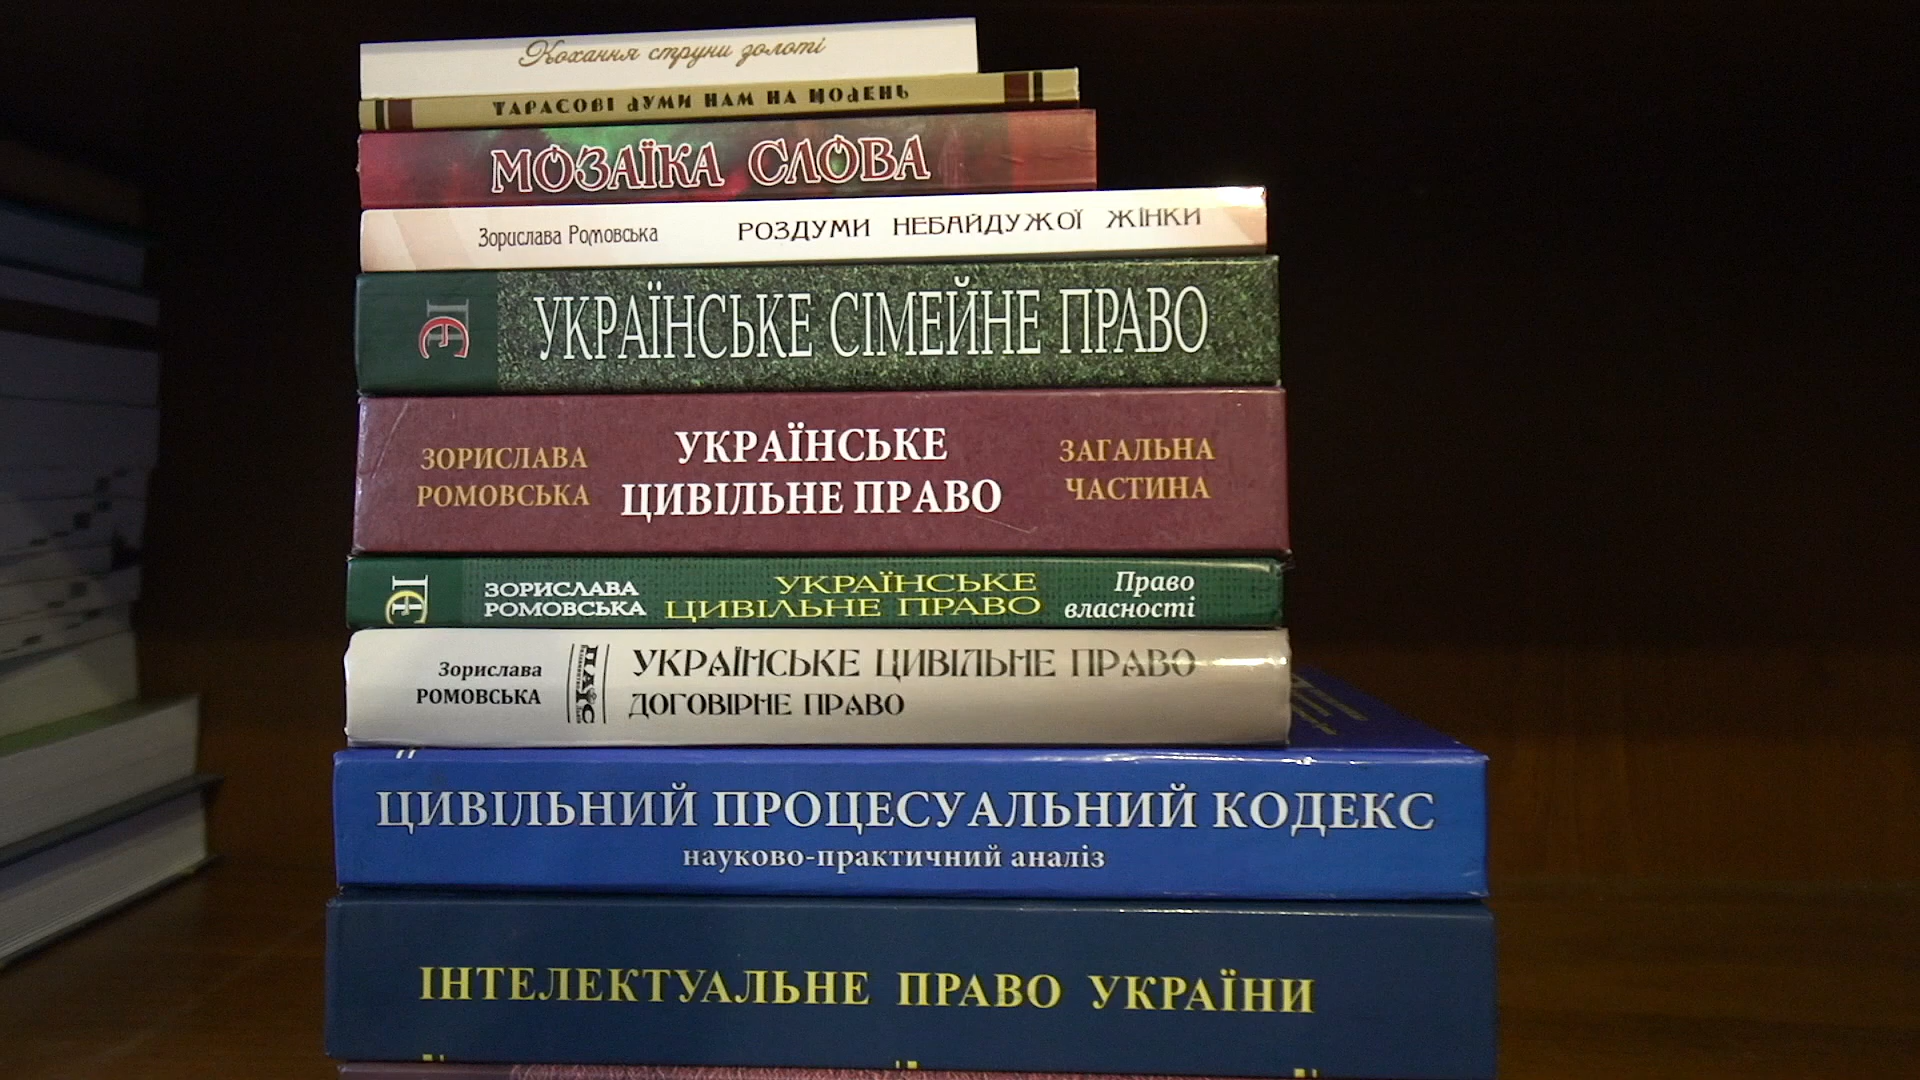 Кохання струни золоті
ТАРАСОВІ ДУМИ НАМ НА ЩОДЕНЬ
МОЗАЇКА СЛОВА
Зорислава Ромовська РОЗДУМИ НЕБАЙДУЖОЇ ЖІНКИ
УКРАЇНСЬКЕ СІМЕЙНЕ ПРАВО
ЗОРИСЛАВА
РОМОВСЬКА
УКРАЇНСЬКЕ
ЦИВІЛЬНЕ ПРАВО
ЗАГАЛЬНА
ЧАСТИНА
ЗОРИСЛАВА
РОМОВСЬКА
УКРАЇНСЬКЕ
ЦИВІЛЬНЕ ПРАВО
Право
власності
Зорислава
РОМОВСЬКА
ПАІС
УКРАЇНСЬКЕ ЦИВІЛЬНЕ ПРАВО
ДОГОВІРНЕ ПРАВО
ЦИВІЛЬНИЙ ПРОЦЕСУАЛЬНИЙ КОДЕКС
науково-практичний аналіз
ІНТЕЛЕКТУАЛЬНЕ ПРАВО УКРАЇНИ